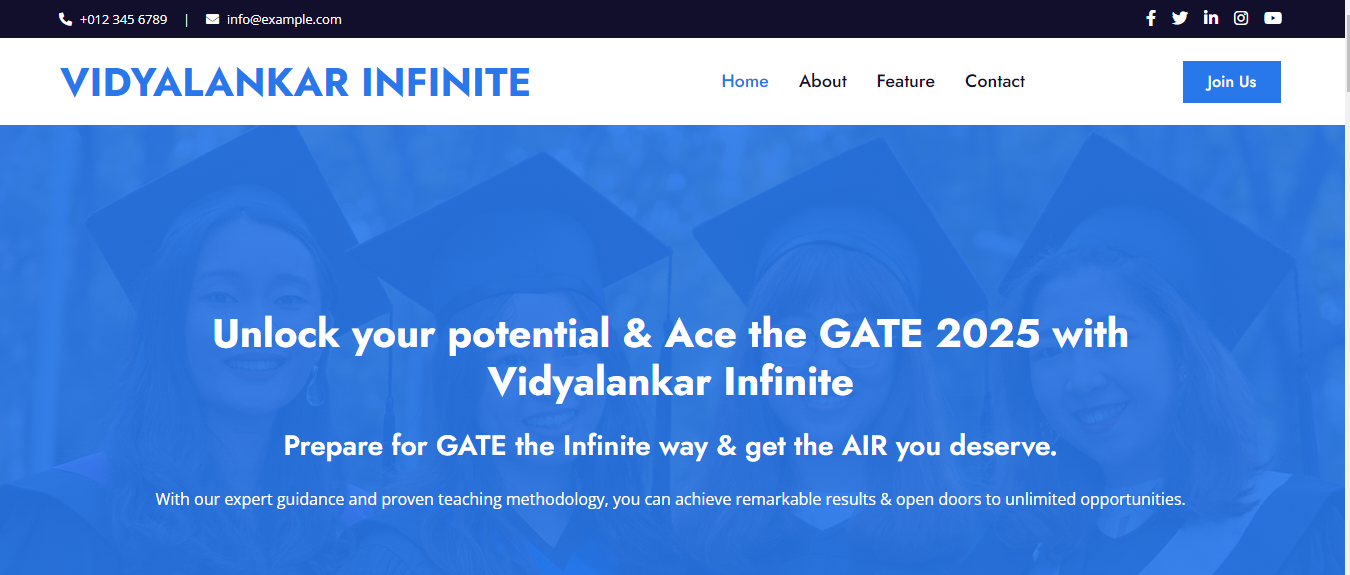 +012 345 6789 | info@example.com
VIDYALANKAR INFINITE
Home About Feature Contact
Join Us
Unlock your potential & Ace the GATE 2025 with
Vidyalankar Infinite
Prepare for GATE the Infinite way & get the AIR you deserve.
With our expert guidance and proven teaching methodology, you can achieve remarkable results & open doors to unlimited opportunities.